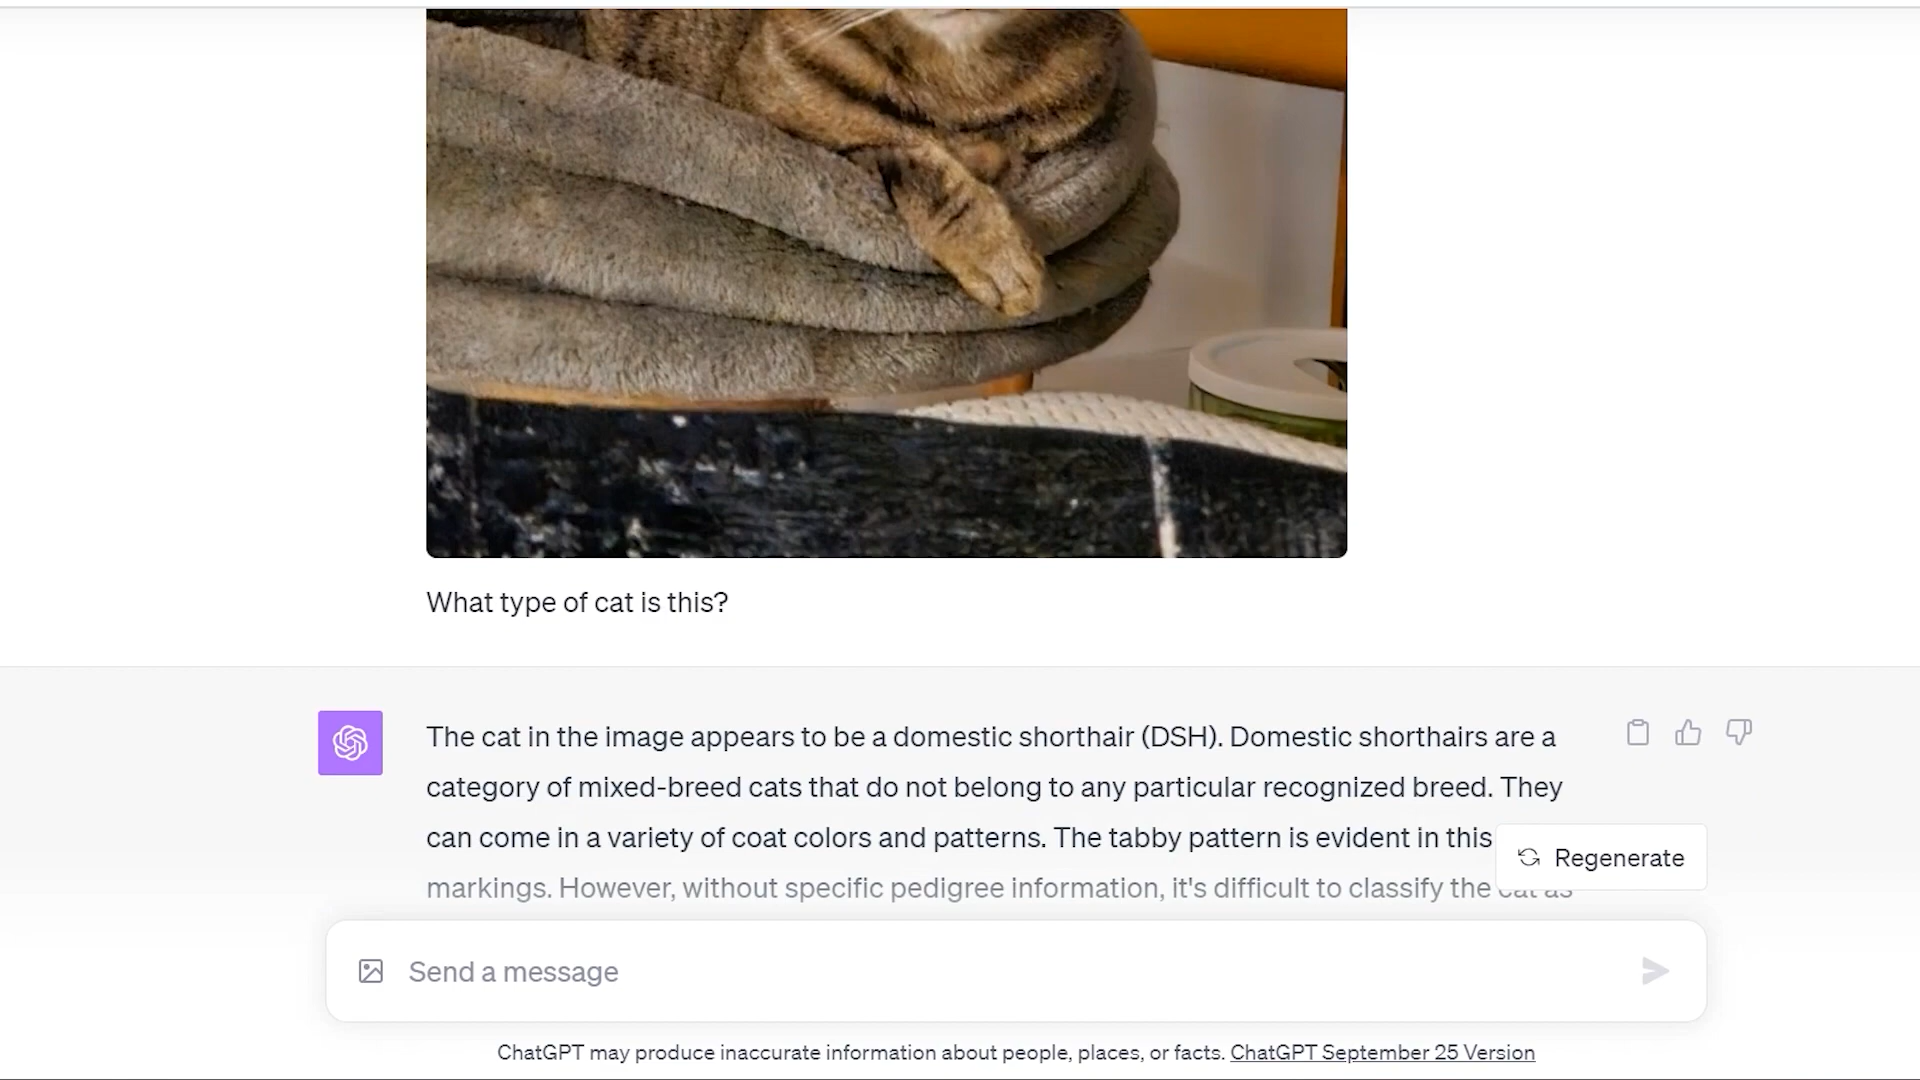 What type of cat is this?
The cat in the image appears to be a domestic shorthair (DSH). Domestic shorthairs are a
category of mixed-breed cats that do not belong to any particular recognized breed. They
can come in a variety of coat colors and patterns. The tabby pattern is evident in this
markings. However, without specific pedigree information, it's difficult to classify the cat as
Regenerate
Send a message
ChatGPT may produce inaccurate information about people, places, or facts. ChatGPT September 25 Version